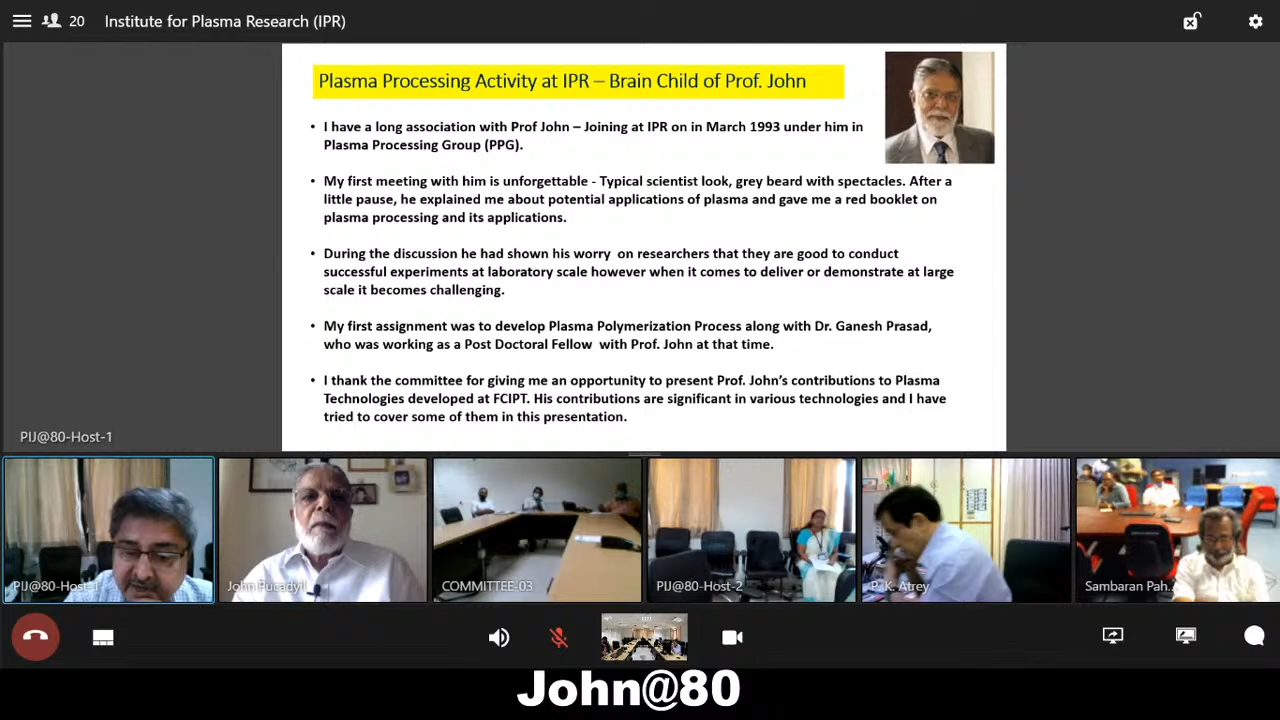 20 Institute for Plasma Research (IPR)
Plasma Processing Activity at IPR – Brain Child of Prof. John
• I have a long association with Prof John – Joining at IPR on in March 1993 under him in
Plasma Processing Group (PPG).
• My first meeting with him is unforgettable - Typical scientist look, grey beard with spectacles. After a
little pause, he explained me about potential applications of plasma and gave me a red booklet on
plasma processing and its applications.
• During the discussion he had shown his worry on researchers that they are good to conduct
successful experiments at laboratory scale however when it comes to deliver or demonstrate at large
scale it becomes challenging.
• My first assignment was to develop Plasma Polymerization Process along with Dr. Ganesh Prasad,
who was working as a Post Doctoral Fellow with Prof. John at that time.
• I thank the committee for giving me an opportunity to present Prof. John's contributions to Plasma
Technologies developed at FCIPT. His contributions are significant in various technologies and I have
tried to cover some of them in this presentation.
PIJ@80-Host-1
PIJ@80-Host-1
John Pucadyil
COMMITTEE-03
PIJ@80-Host-2
P. K. Atrey
Sambaran Pah...
John@80